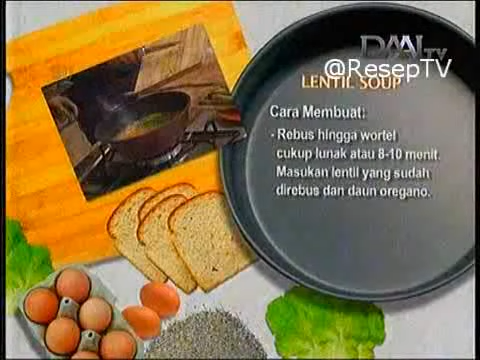 DAAI TV
@ResepTV
LENTIL SOUP
Cara Membuat:
- Rebus hingga wortel
cukup lunak atau 8-10 menit.
Masukan lentil yang sudah
direbus dan daun oregano.